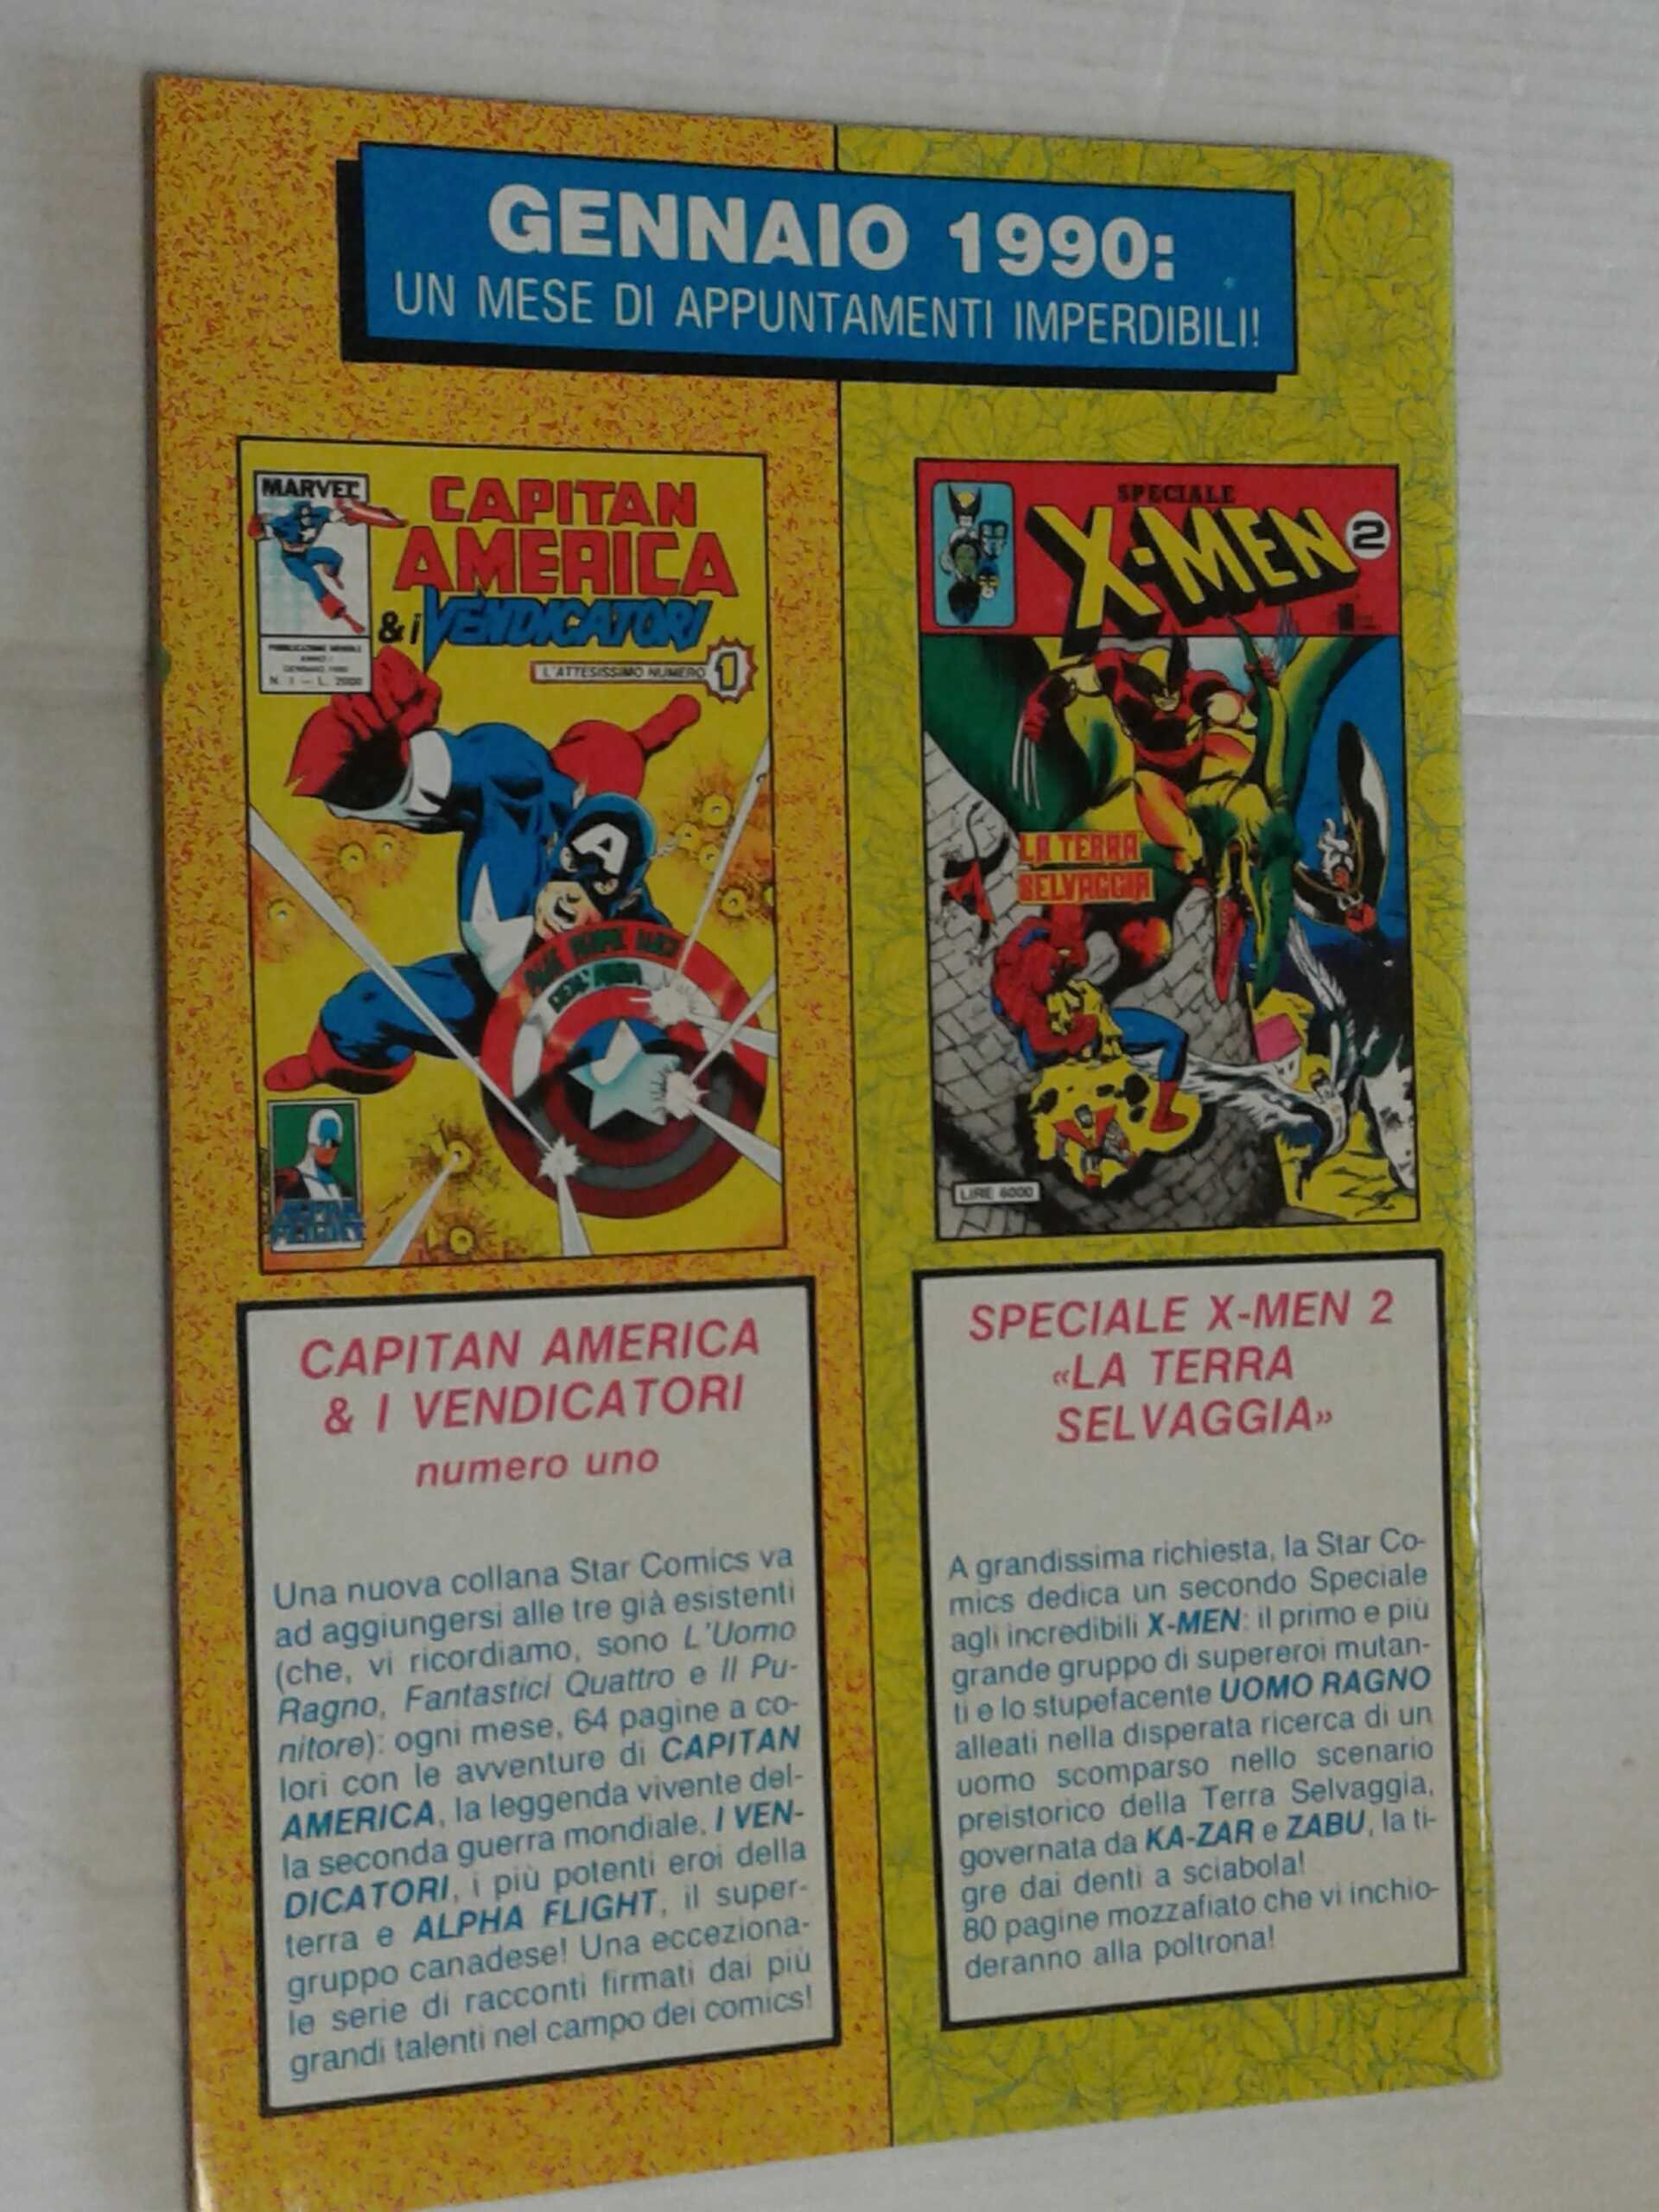 GENNAIO 1990:
UN MESE DI APPUNTAMENTI IMPERDIBILI!
MARVEL
CAPITAN
AMERICA
& i VENDICATORI
PUBBLICAZIONE MENSILE
ANNO I
GENNAIO 1990
N. 1 — L. 2500
L'ATTESISSIMO NUMERO 1
ALPHA
FLIGHT
CAPITAN AMERICA
& I VENDICATORI
numero uno
Una nuova collana Star Comics va
ad aggiungersi alle tre già esistenti
(che, vi ricordiamo, sono L'Uomo
Ragno, Fantastici Quattro e Il Pu-
nitore): ogni mese, 64 pagine a co-
lori con le avventure di CAPITAN
AMERICA, la leggenda vivente del-
la seconda guerra mondiale, I VEN-
DICATORI, i più potenti eroi della
terra e ALPHA FLIGHT, il super-
gruppo canadese! Una ecceziona-
le serie di racconti firmati dai più
grandi talenti nel campo dei comics!
SPECIALE
X-MEN 2
LA TERRA
SELVAGGIA
LIRE 6000
SPECIALE X-MEN 2
«LA TERRA
SELVAGGIA»
A grandissima richiesta, la Star Co-
mics dedica un secondo Speciale
agli incredibili X-MEN: il primo e più
grande gruppo di supereroi mutan-
ti e lo stupefacente UOMO RAGNO
alleati nella disperata ricerca di un
uomo scomparso nello scenario
preistorico della Terra Selvaggia,
governata da KA-ZAR e ZABU, la ti-
gre dai denti a sciabola!
80 pagine mozzafiato che vi inchio-
deranno alla poltrona!